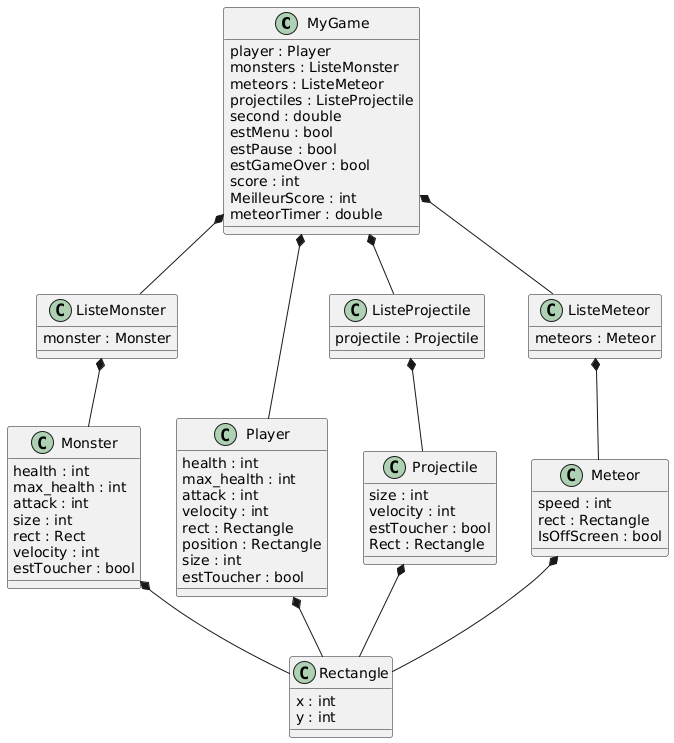 C MyGame
player : Player
monsters : ListeMonster
meteors : ListeMeteor
projectiles : ListeProjectile
second : double
estMenu : bool
estPause : bool
estGameOver : bool
score : int
MeilleurScore : int
meteorTimer : double
C ListeMonster
monster : Monster
C ListeProjectile
projectile : Projectile
C ListeMeteor
meteors : Meteor
C Monster
health : int
max_health : int
attack : int
size : int
rect : Rect
velocity : int
estToucher : bool
C Player
health : int
max_health : int
attack : int
velocity : int
rect : Rectangle
position : Rectangle
size : int
estToucher : bool
C Projectile
size : int
velocity : int
estToucher : bool
Rect : Rectangle
C Meteor
speed : int
rect : Rectangle
IsOffScreen : bool
C Rectangle
x : int
y : int